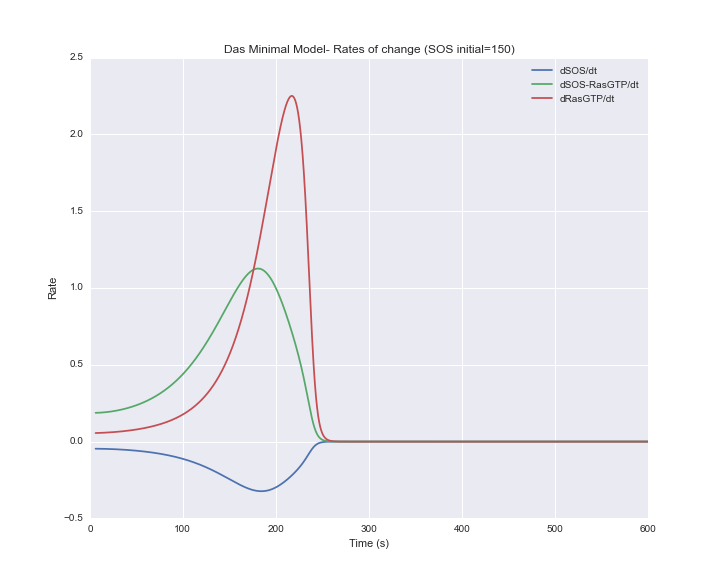 Das Minimal Model- Rates of change (SOS initial=150)
2.5
2.0
1.5
1.0
0.5
0.0
−0.5
Rate
dSOS/dt
dSOS-RasGTP/dt
dRasGTP/dt
0 100 200 300 400 500 600
Time (s)